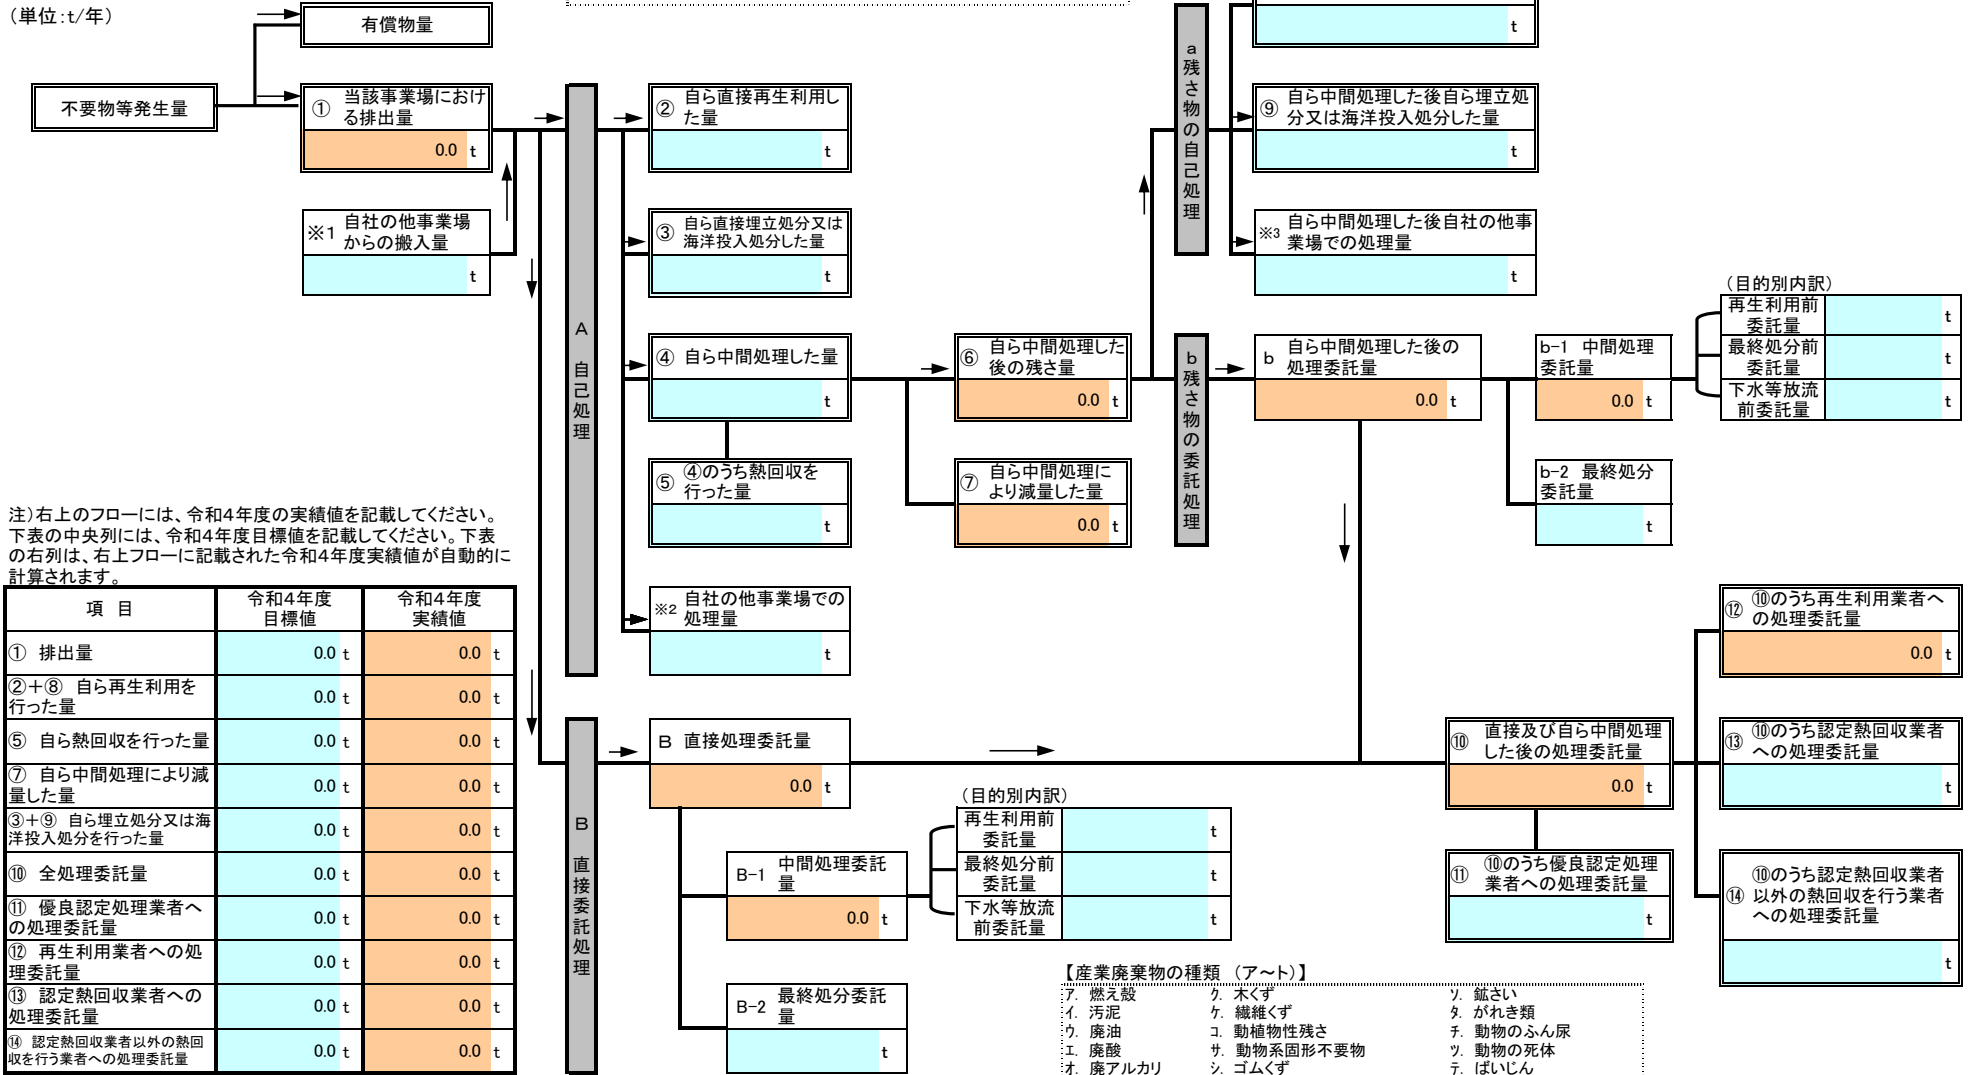 (単位:t/年)
有償物量
不要物等発生量
① 当該事業場におけ
る排出量
0.0 t
※1 自社の他事業場
からの搬入量
t
A 自己処理
② 自ら直接再生利用し
た量
t
③ 自ら直接埋立処分又は
海洋投入処分した量
t
④ 自ら中間処理した量
t
⑤ ④のうち熱回収を
行った量
t
※2 自社の他事業場での
処理量
t
⑥ 自ら中間処理した
後の残さ量
0.0 t
⑦ 自ら中間処理に
より減量した量
0.0 t
a 残さ物の自己処理
t
⑨ 自ら中間処理した後自ら埋立処
分又は海洋投入処分した量
t
※3 自ら中間処理した後自社の他事
業場での処理量
t
b 残さ物の委託処理
b 自ら中間処理した後の
処理委託量
0.0 t
b-1 中間処理
委託量
0.0 t
b-2 最終処分
委託量
t
(目的別内訳)
再生利用前
委託量
t
最終処分前
委託量
t
下水等放流
前委託量
t
注)右上のフローには、令和4年度の実績値を記載してください。
下表の中央列には、令和4年度目標値を記載してください。下表
の右列は、右上フローに記載された令和4年度実績値が自動的に
計算されます。
項 目
令和4年度
目標値
令和4年度
実績値
① 排出量
0.0 t 0.0 t
②+⑧ 自ら再生利用を
行った量
0.0 t 0.0 t
⑤ 自ら熱回収を行った量
0.0 t 0.0 t
⑦ 自ら中間処理により減
量した量
0.0 t 0.0 t
③+⑨ 自ら埋立処分又は海
洋投入処分を行った量
0.0 t 0.0 t
⑩ 全処理委託量
0.0 t 0.0 t
⑪ 優良認定処理業者へ
の処理委託量
0.0 t 0.0 t
⑫ 再生利用業者への処
理委託量
0.0 t 0.0 t
⑬ 認定熱回収業者への
処理委託量
0.0 t 0.0 t
⑭ 認定熱回収業者以外の熱回
収を行う業者への処理委託量
0.0 t 0.0 t
B 直接委託処理
B 直接処理委託量
0.0 t
B-1 中間処理委託
量
0.0 t
B-2 最終処分委託
量
t
(目的別内訳)
再生利用前
委託量
t
最終処分前
委託量
t
下水等放流
前委託量
t
⑩ 直接及び自ら中間処理
した後の処理委託量
0.0 t
⑪ ⑩のうち優良認定処理
業者への処理委託量
t
⑫ ⑩のうち再生利用業者へ
の処理委託量
0.0 t
⑬ ⑩のうち認定熱回収業者
への処理委託量
t
⑭ ⑩のうち認定熱回収業者
以外の熱回収を行う業者
への処理委託量
t
【産業廃棄物の種類 (ア~ト)】
ア. 燃え殻 ク. 木くず ソ. 鉱さい
イ. 汚泥 ケ. 繊維くず タ. がれき類
ウ. 廃油 コ. 動植物性残さ チ. 動物のふん尿
エ. 廃酸 サ. 動物系固形不要物 ツ. 動物の死体
オ. 廃アルカリ シ. ゴムくず テ. ばいじん